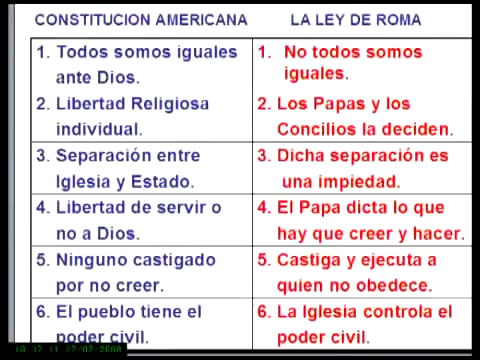 CONSTITUCION AMERICANA
LA LEY DE ROMA
1. Todos somos iguales
ante Dios.
1. No todos somos
iguales.
2. Libertad Religiosa
individual.
2. Los Papas y los
Concilios la deciden.
3. Separación entre
Iglesia y Estado.
3. Dicha separación es
una impiedad.
4. Libertad de servir o
no a Dios.
4. El Papa dicta lo que
hay que creer y hacer.
5. Ninguno castigado
por no creer.
5. Castiga y ejecuta a
quien no obedece.
6. El pueblo tiene el
poder civil.
6. La Iglesia controla el
poder civil.